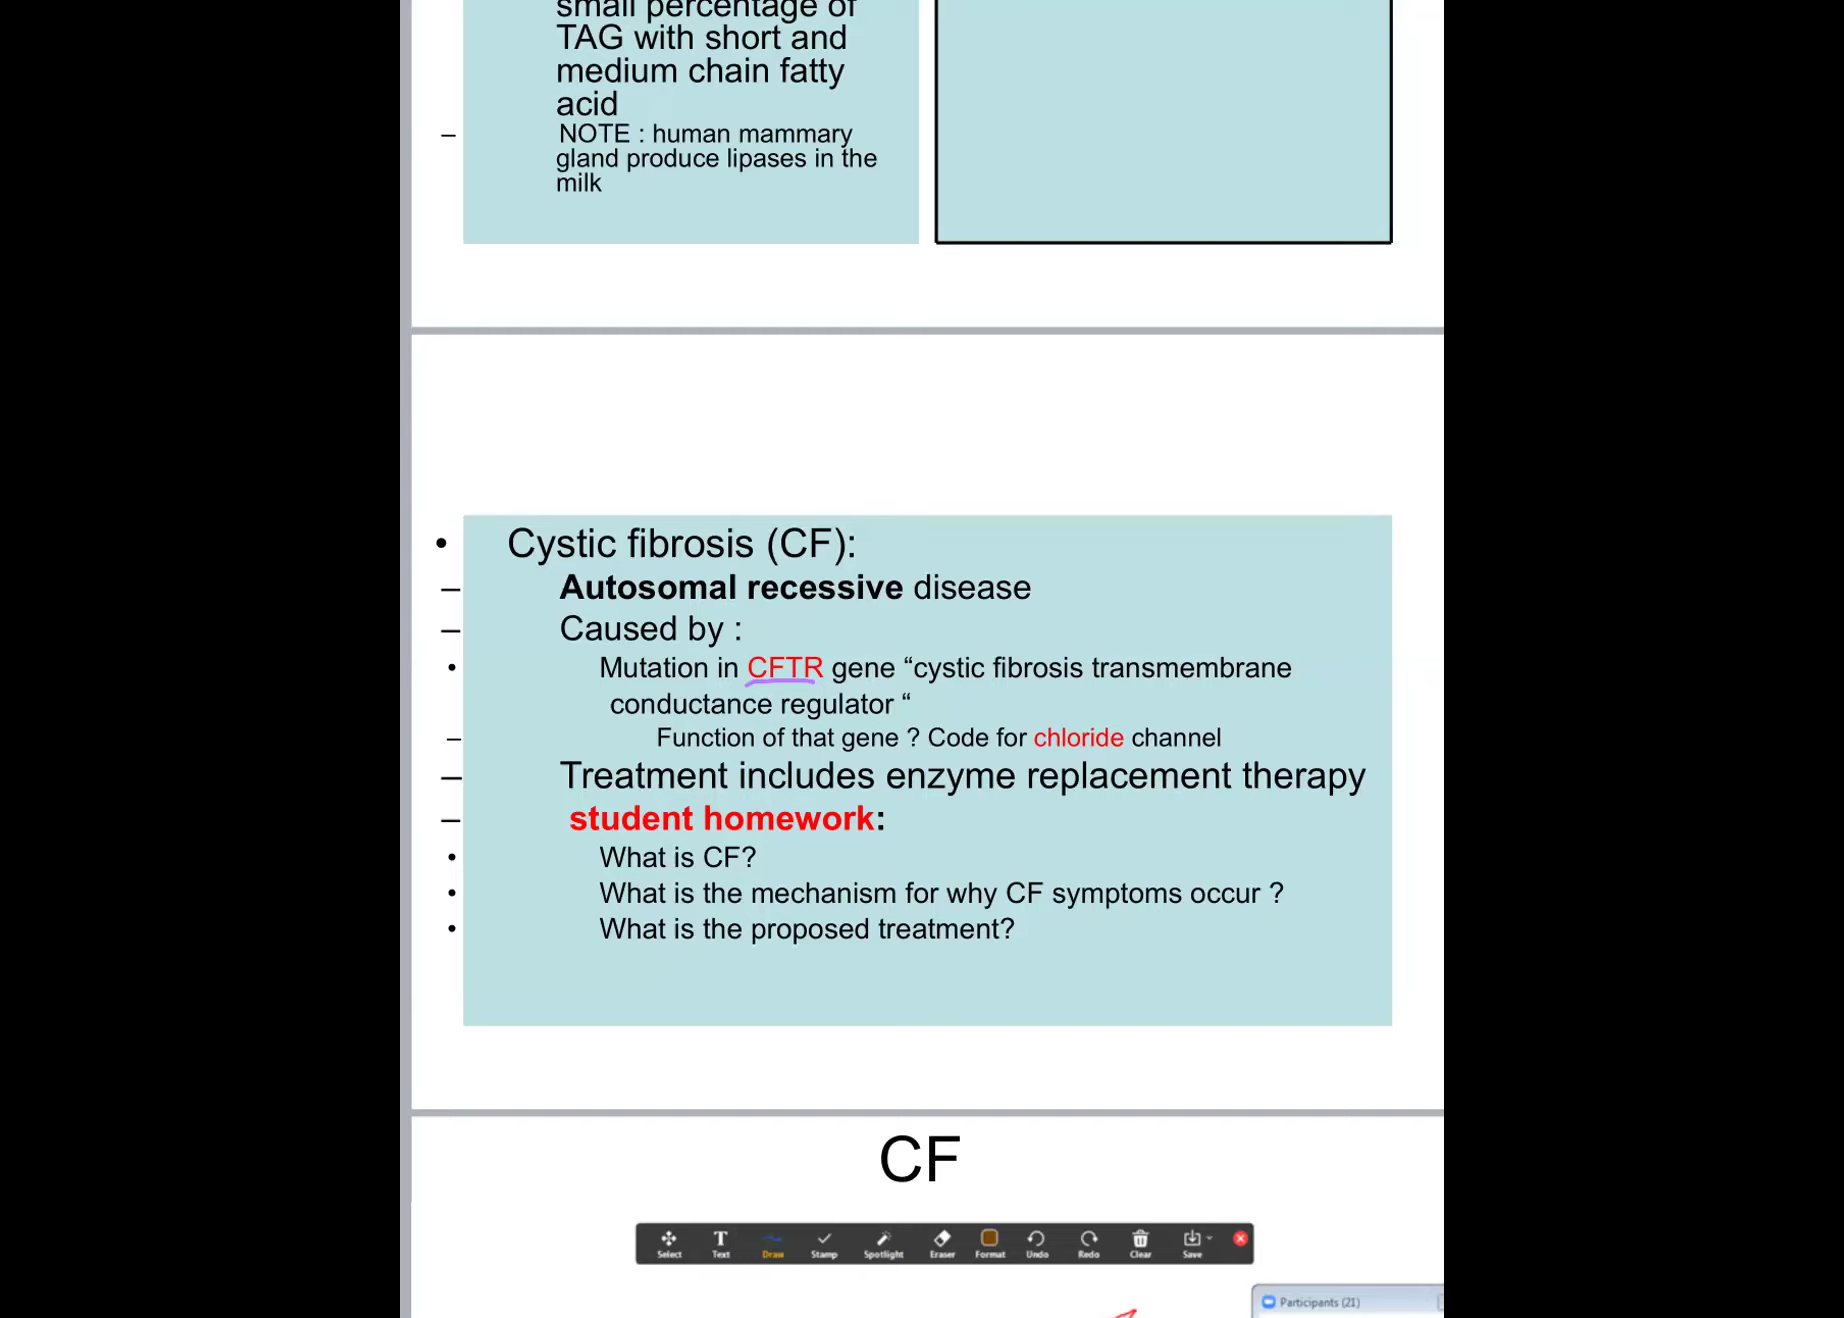 small percentage of
TAG with short and
medium chain fatty
acid
– NOTE : human mammary
gland produce lipases in the
milk
• Cystic fibrosis (CF):
– Autosomal recessive disease
– Caused by :
• Mutation in CFTR gene “cystic fibrosis transmembrane
conductance regulator “
– Function of that gene ? Code for chloride channel
– Treatment includes enzyme replacement therapy
– student homework:
• What is CF?
• What is the mechanism for why CF symptoms occur ?
• What is the proposed treatment?
CF
Select Text Draw Stamp Spotlight Eraser Format Undo Redo Clear Save
Participants (21)